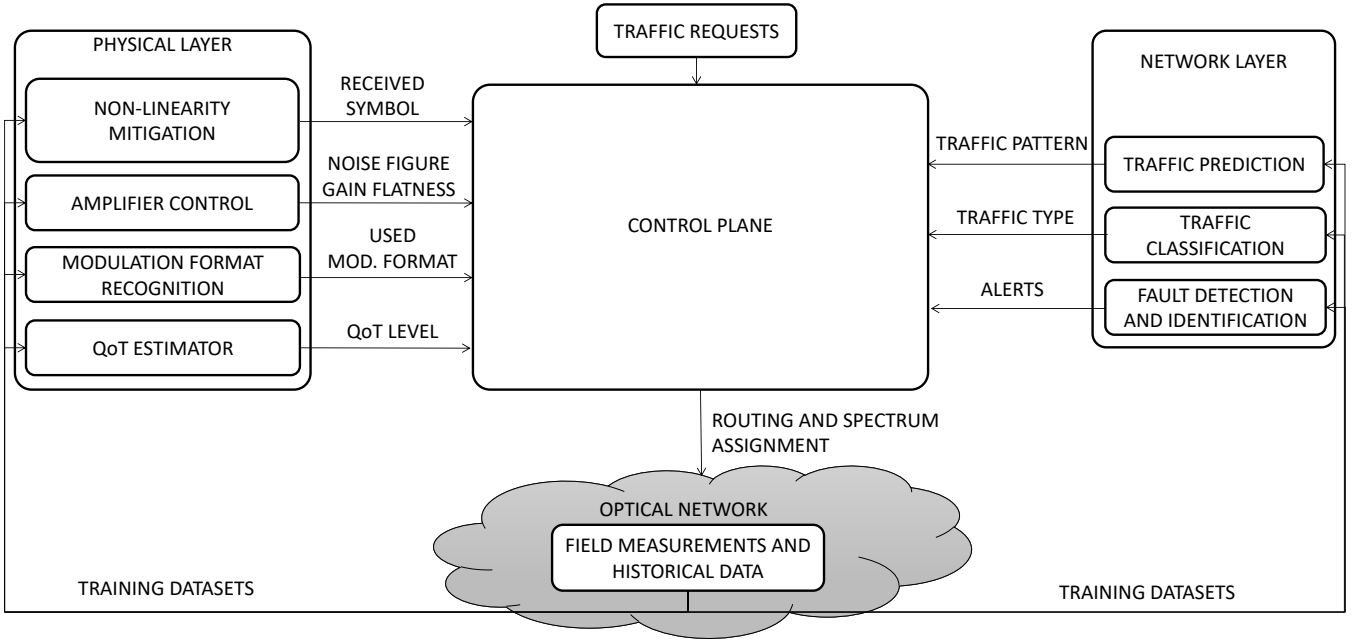 TRAFFIC REQUESTS
PHYSICAL LAYER
NON-LINEARITY
MITIGATION
AMPLIFIER CONTROL
MODULATION FORMAT
RECOGNITION
QoT ESTIMATOR
RECEIVED
SYMBOL
NOISE FIGURE
GAIN FLATNESS
USED
MOD. FORMAT
QoT LEVEL
CONTROL PLANE
TRAFFIC PATTERN
TRAFFIC TYPE
ALERTS
NETWORK LAYER
TRAFFIC PREDICTION
TRAFFIC
CLASSIFICATION
FAULT DETECTION
AND IDENTIFICATION
ROUTING AND SPECTRUM
ASSIGNMENT
OPTICAL NETWORK
FIELD MEASUREMENTS AND
HISTORICAL DATA
TRAINING DATASETS
TRAINING DATASETS